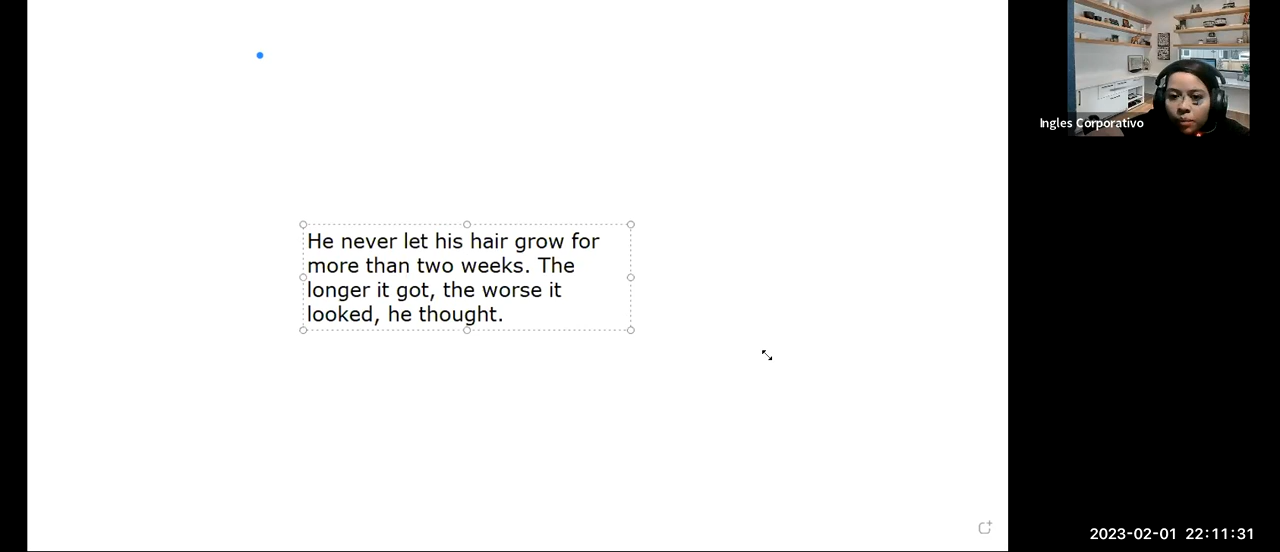 He never let his hair grow for
more than two weeks. The
longer it got, the worse it
looked, he thought.
Ingles Corporativo
2023-02-01 22:11:31